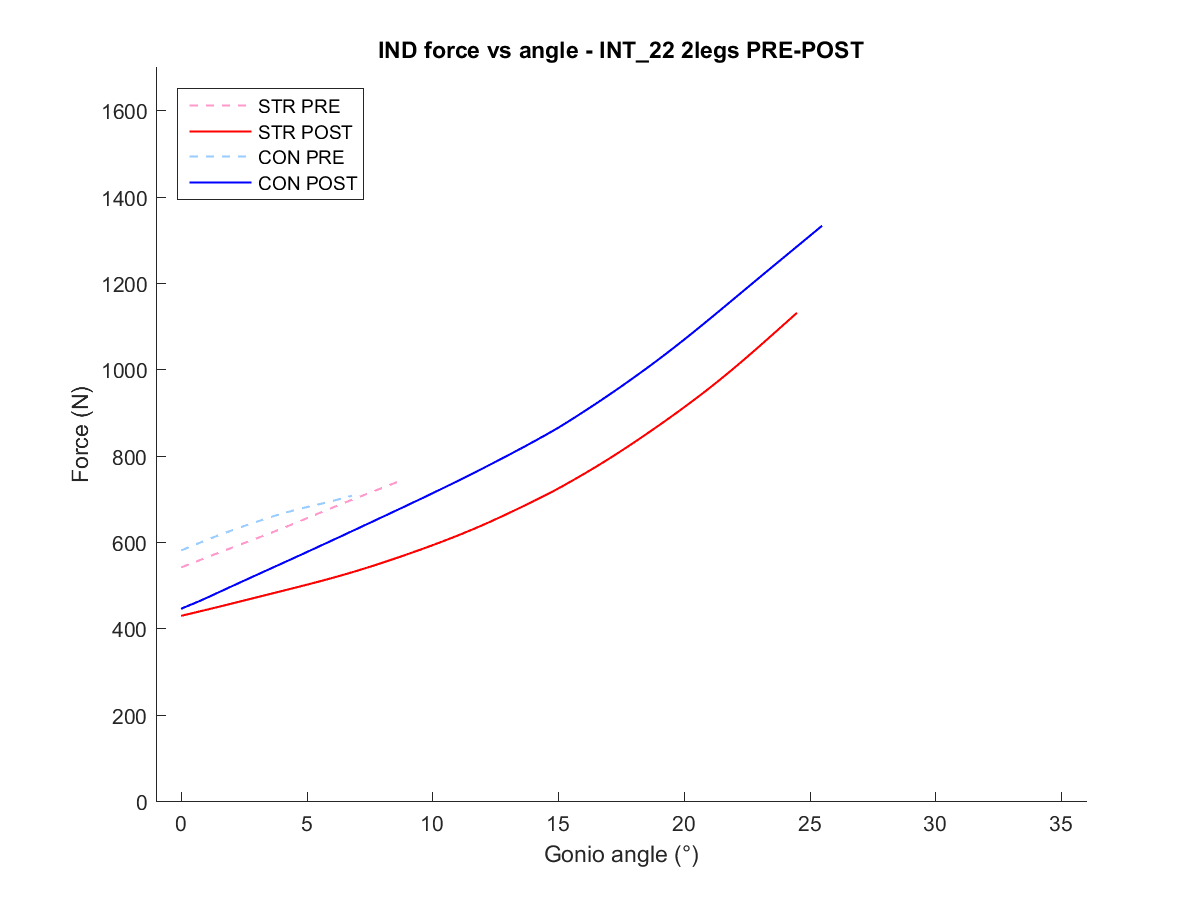 IND force vs angle - INT_22 2legs PRE-POST
STR PRE
STR POST
CON PRE
CON POST
Force (N)
1600
1400
1200
1000
800
600
400
200
0
0 5 10 15 20 25 30 35
Gonio angle (°)